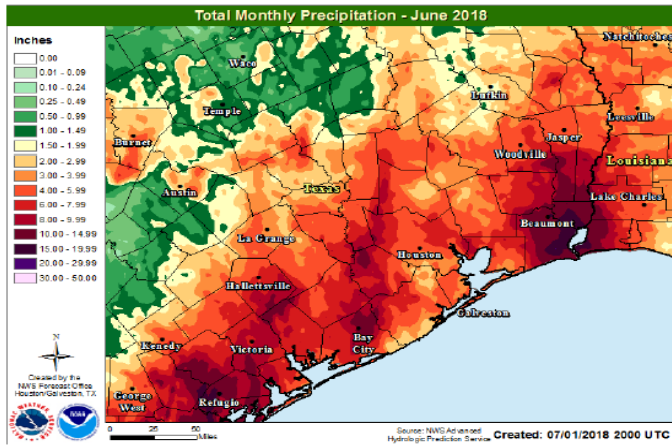 Total Monthly Precipitation - June 2018
Inches
0.00
0.01 - 0.09
0.10 - 0.24
0.25 - 0.49
0.50 - 0.99
1.00 - 1.49
1.50 - 1.99
2.00 - 2.99
3.00 - 3.99
4.00 - 5.99
6.00 - 7.99
8.00 - 9.99
10.00 - 14.99
15.00 - 19.99
20.00 - 29.99
30.00 - 50.00
Natchitoches
Waco
Lufkin
Temple
Leesville
Burnet
Jasper
Woodville
Louisiana
Austin
Texas
Lake Charles
Beaumont
La Grange
Houston
Hallettsville
Galveston
Bay
City
Kenedy
Victoria
George
West
Refugio
N
Created by the
NWS Forecast Office
Houston/Galveston, TX
NOAA
0
25
50
Miles
Source: NWS Advanced
Hydrologic Prediction Service
Created: 07/01/2018 2000 UTC